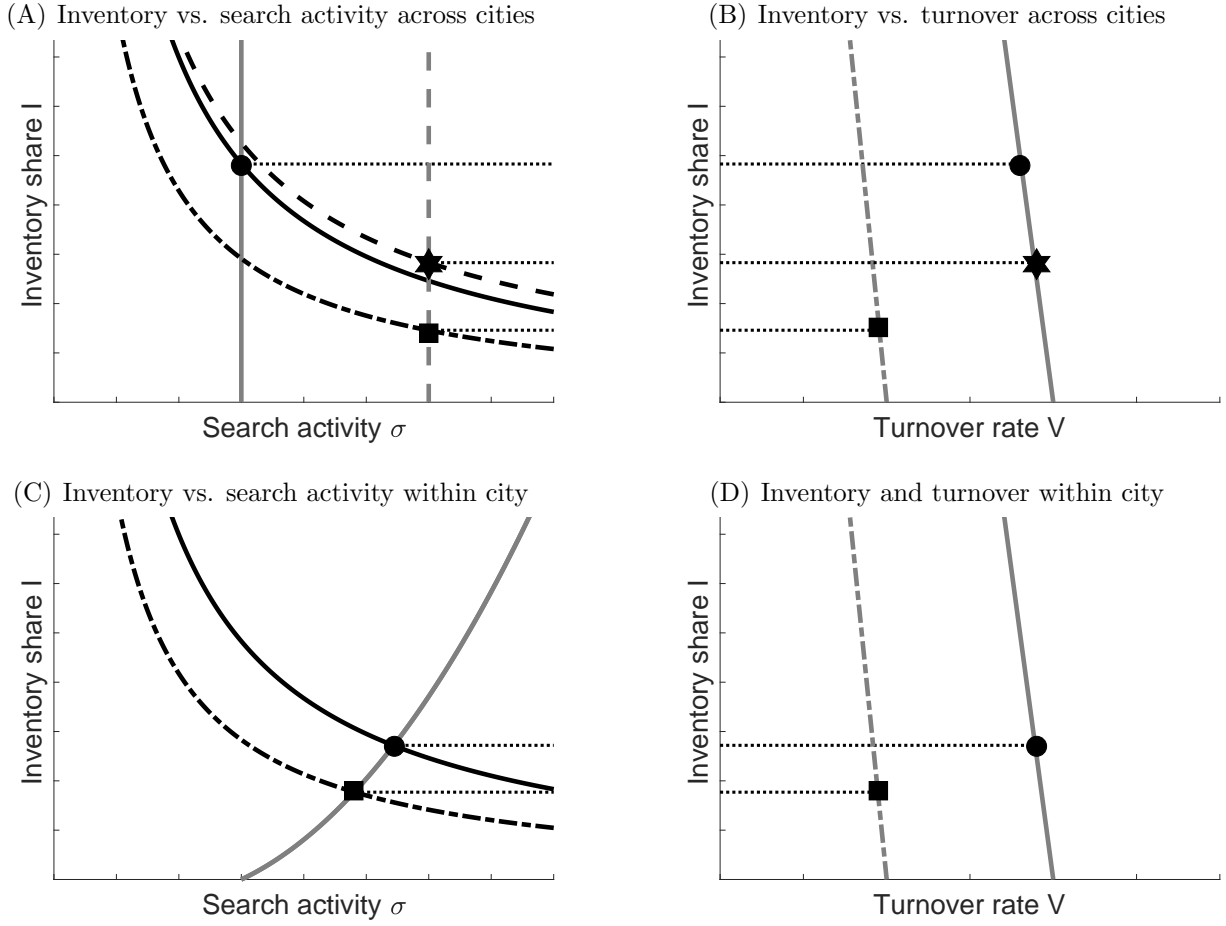 (A) Inventory vs. search activity across cities
Inventory share I
Search activity σ
(B) Inventory vs. turnover across cities
Inventory share I
Turnover rate V
(C) Inventory vs. search activity within city
Inventory share I
Search activity σ
(D) Inventory and turnover within city
Inventory share I
Turnover rate V